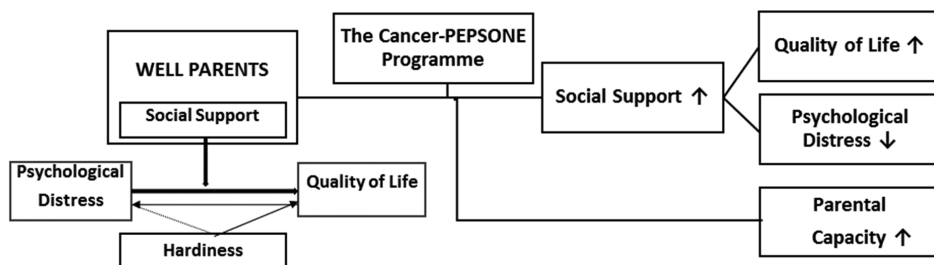 The Cancer-PEPSONE
Programme
WELL PARENTS
Social Support
Psychological
Distress
Quality of Life
Hardiness
Social Support ↑
Quality of Life ↑
Psychological
Distress ↓
Parental
Capacity ↑